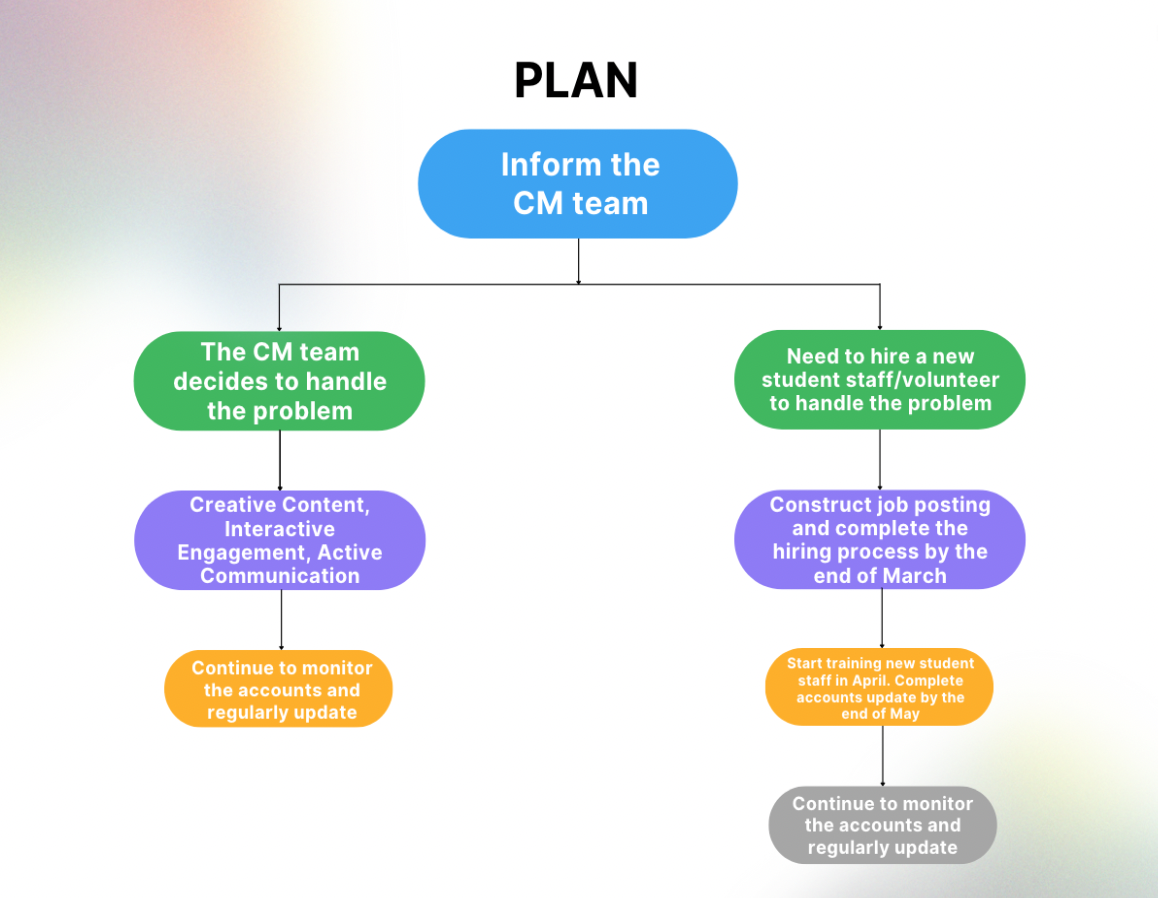 PLAN
Inform the
CM team
The CM team
decides to handle
the problem
Need to hire a new
student staff/volunteer
to handle the problem
Creative Content,
Interactive
Engagement, Active
Communication
Construct job posting
and complete the
hiring process by the
end of March
Continue to monitor
the accounts and
regularly update
Start training new student
staff in April. Complete
accounts update by the
end of May
Continue to monitor
the accounts and
regularly update